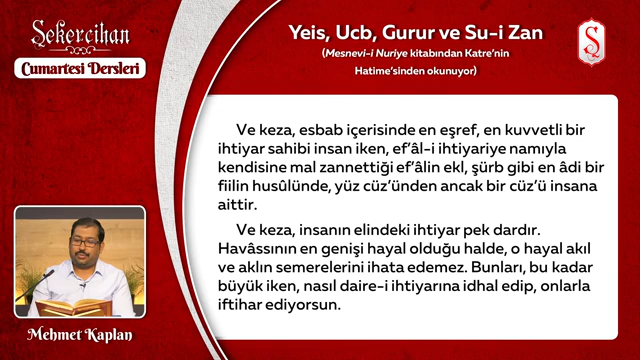 Şekercihan
Cumartesi Dersleri
Yeis, Ucb, Gurur ve Su-i Zan
(Mesnevi-i Nuriye kitabından Katre'nin
Hatime'sinden okunuyor)
Ş
Ve keza, esbab içerisinde en eşref, en kuvvetli bir
ihtiyar sahibi insan iken, ef'âl-i ihtiyariye namıyla
kendisine mal zannettiği ef'âlin ekl, şürb gibi en âdi bir
fiilin husûlünde, yüz cüz'ünden ancak bir cüz'ü insana
aittir.
Ve keza, insanın elindeki ihtiyar pek dardır.
Havâssının en genişi hayal olduğu halde, o hayal akıl
ve aklın semerelerini ihata edemez. Bunları, bu kadar
büyük iken, nasıl daire-i ihtiyarına idhal edip, onlarla
iftihar ediyorsun.
Mehmet Kaplan